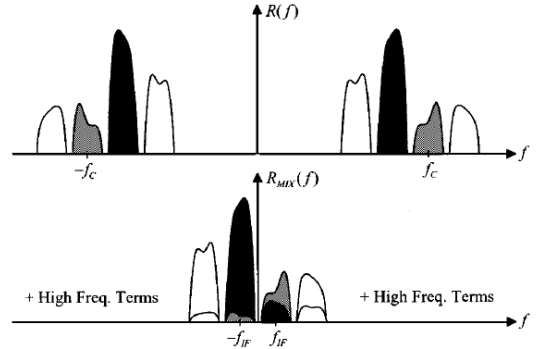 R(f)
-f_C
f_C
f
R_MIX(f)
+ High Freq. Terms
+ High Freq. Terms
-f_IF
f_IF
f